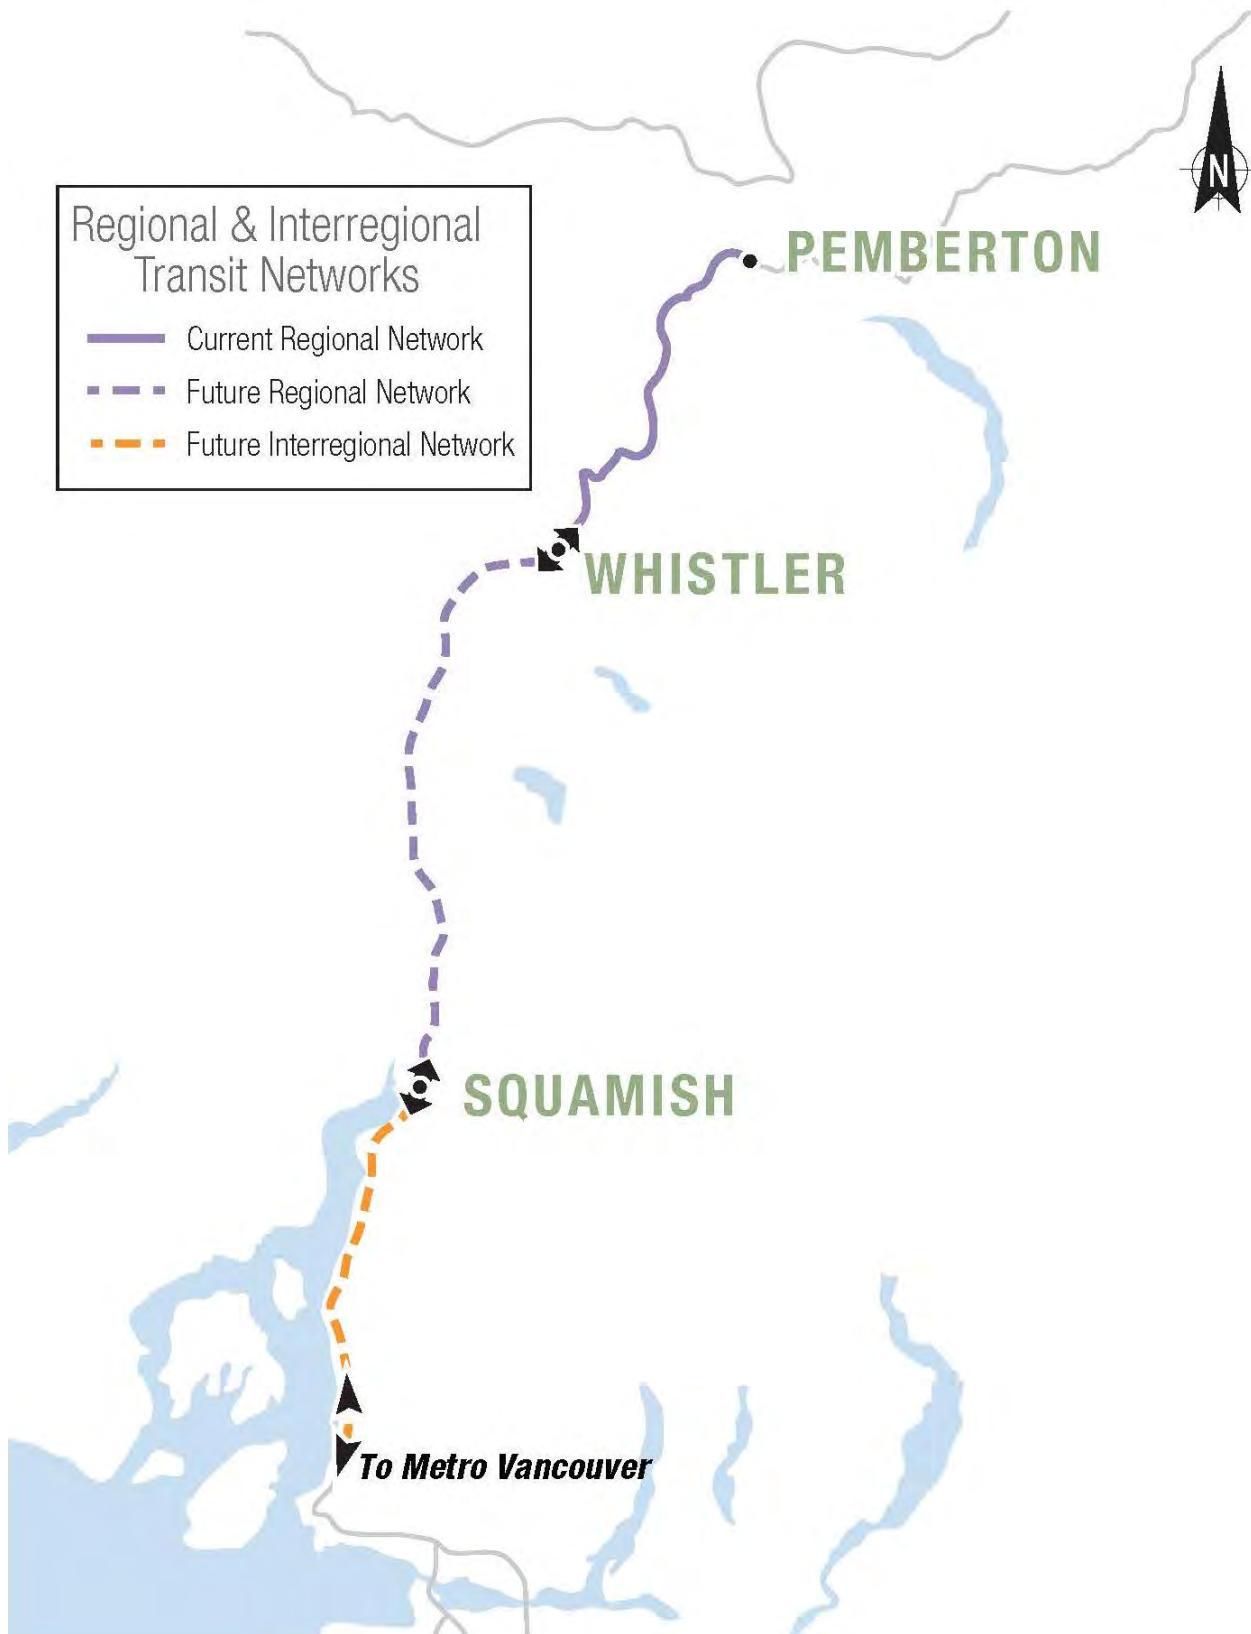 N
Regional & Interregional
Transit Networks
Current Regional Network
Future Regional Network
Future Interregional Network
PEMBERTON
WHISTLER
SQUAMISH
To Metro Vancouver